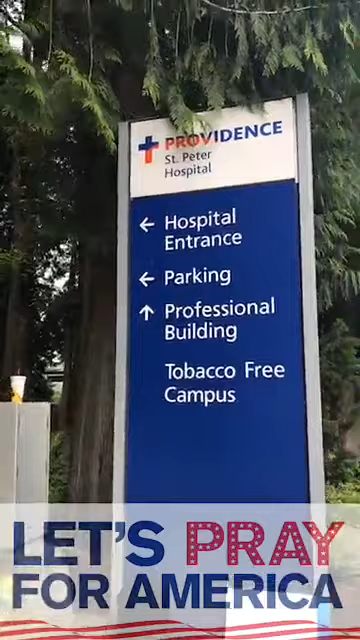 PROVIDENCE
St. Peter
Hospital
← Hospital
Entrance
← Parking
↑ Professional
Building
Tobacco Free
Campus
LET'S PRAY
FOR AMERICA